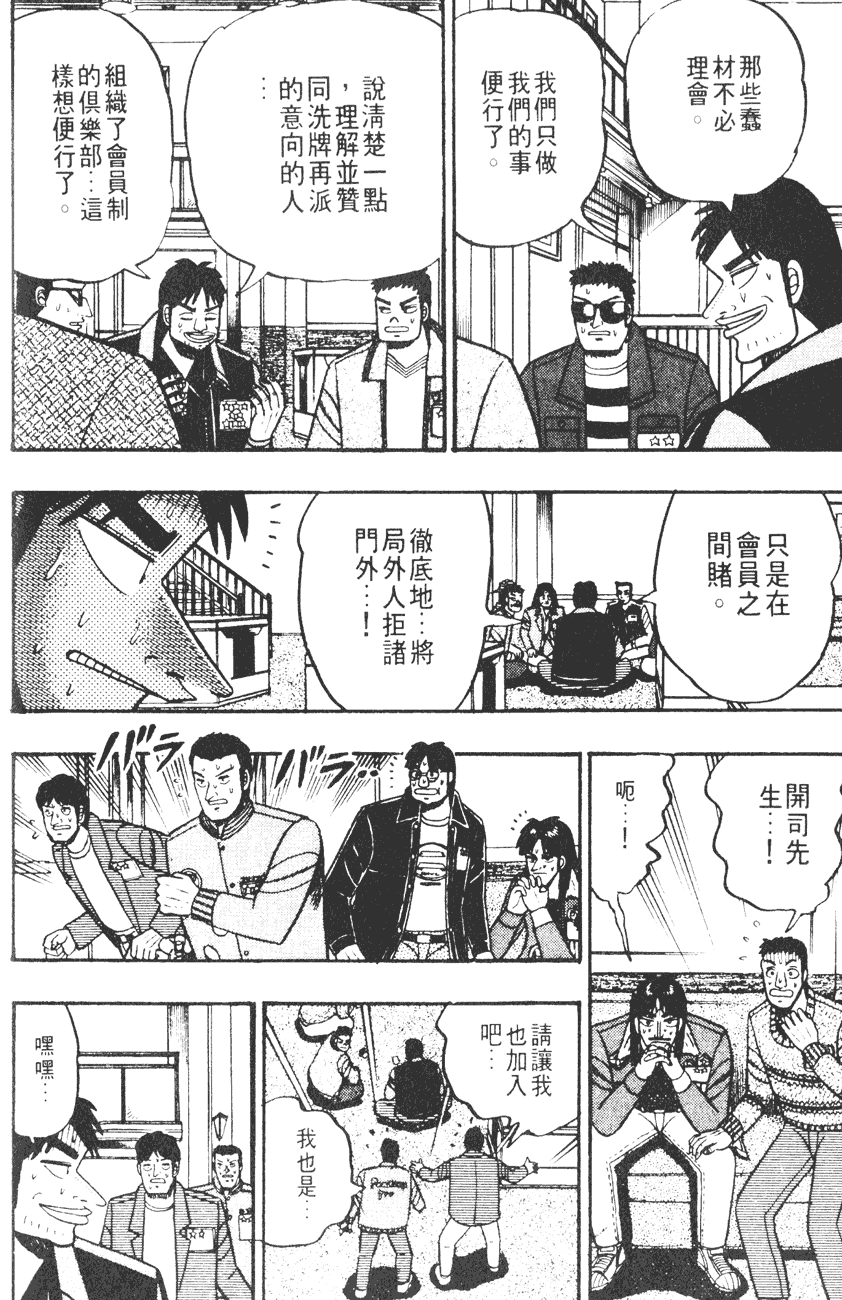 那些蠢
材不必
理會。
我們只做
我們的事
便行了。
說清楚一點
，理解並贊
同洗牌再派
的意向的人
…
組織了會員制
的俱樂部…這
樣想便行了。
只是在
會員之
間賭。
徹底地…將
局外人拒諸
門外…！
開司先
生…！
呃…！
バラ‥
バラ
請讓我
也加入
吧…
我也是…
嘿嘿…